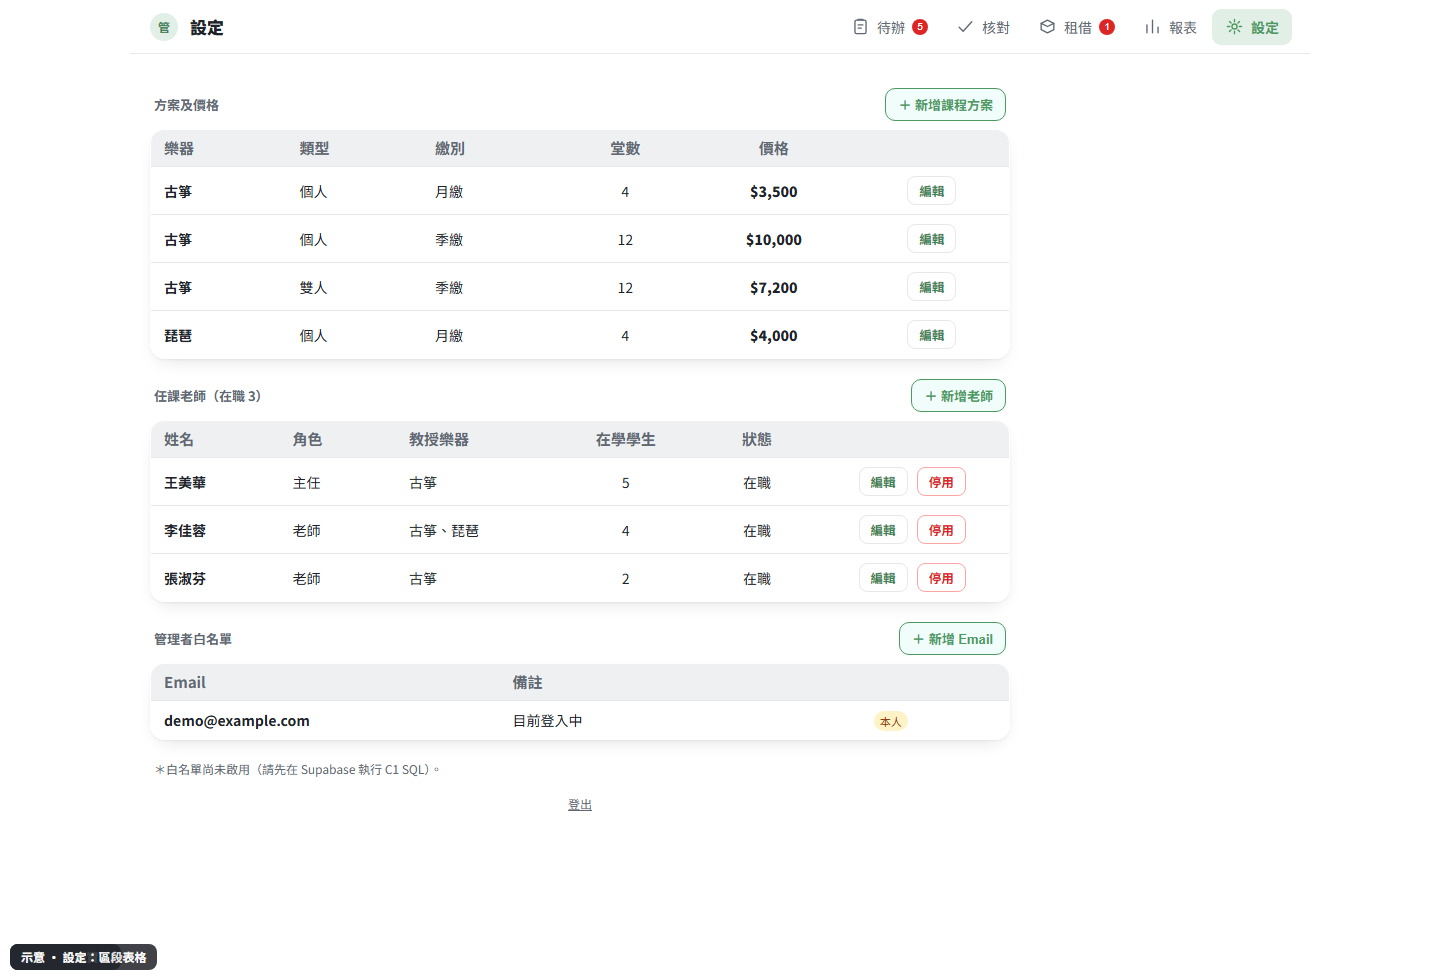 管 設定 待辦 5 核對 租借 1 報表 設定
方案及價格 ＋ 新增課程方案
樂器 類型 繳別 堂數 價格
古箏 個人 月繳 4 $3,500 編輯
古箏 個人 季繳 12 $10,000 編輯
古箏 雙人 季繳 12 $7,200 編輯
琵琶 個人 月繳 4 $4,000 編輯
任課老師（在職 3） ＋ 新增老師
姓名 角色 教授樂器 在學學生 狀態
王美華 主任 古箏 5 在職 編輯 停用
李佳蓉 老師 古箏、琵琶 4 在職 編輯 停用
張淑芬 老師 古箏 2 在職 編輯 停用
管理者白名單 ＋ 新增 Email
Email 備註
demo@example.com 目前登入中 本人
＊白名單尚未啟用（請先在 Supabase 執行 C1 SQL）。
登出
示意 · 設定：區段表格